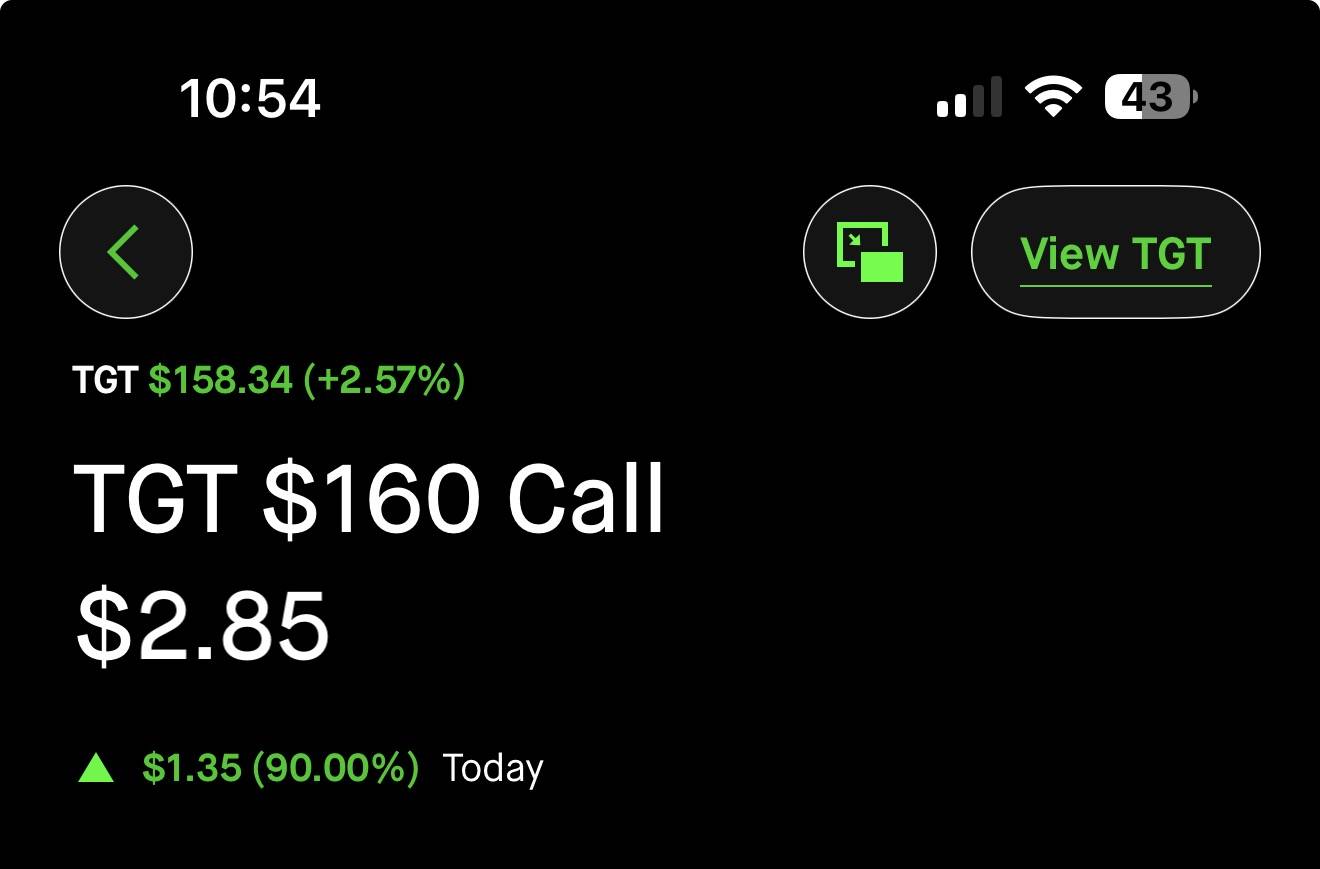 10:54 43
View TGT
TGT $158.34 (+2.57%)
TGT $160 Call
$2.85
▲ $1.35 (90.00%) Today